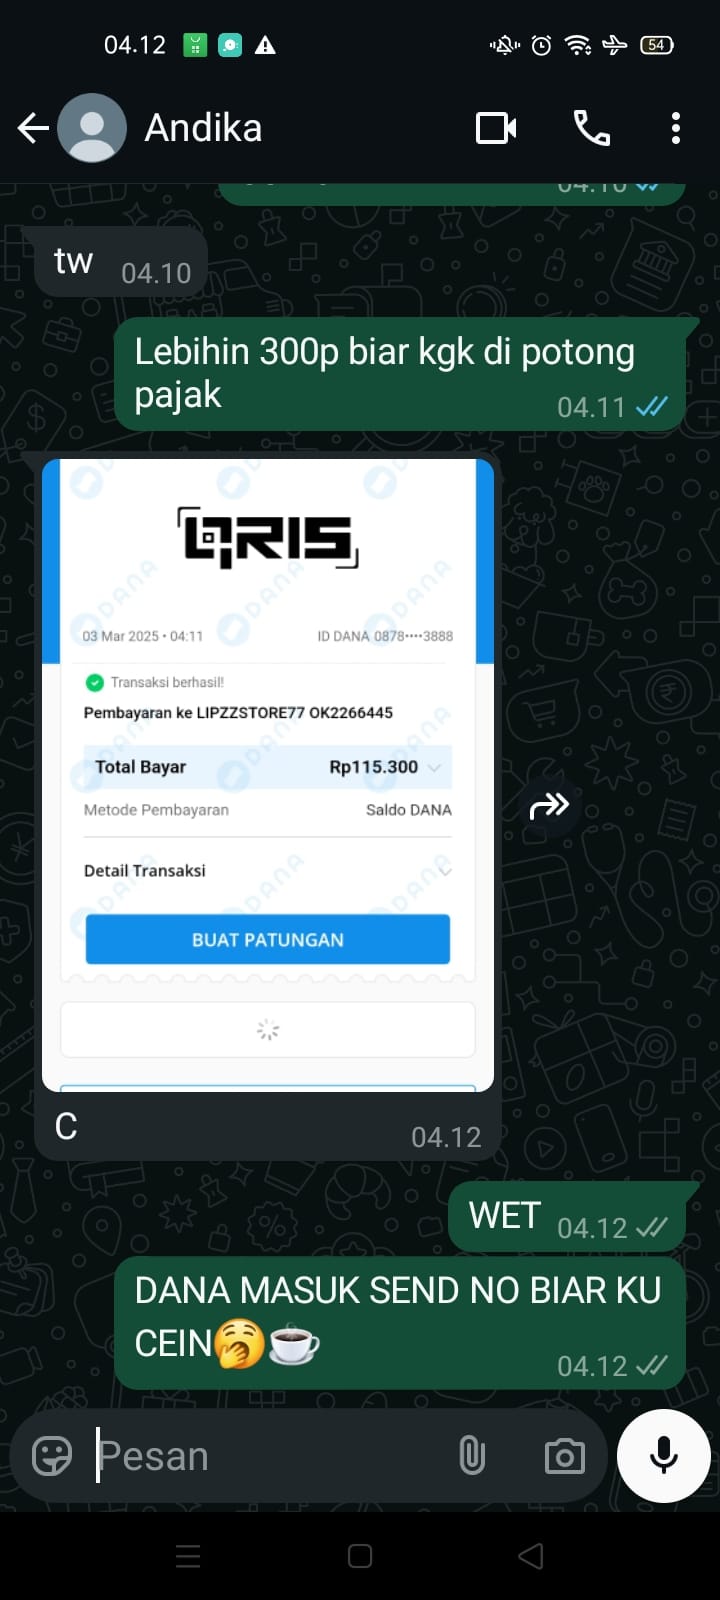 04.12
54
Andika
04.10
tw 04.10
Lebihin 300p biar kgk di potong
pajak 04.11
QRIS
03 Mar 2025 • 04:11 ID DANA 0878••••3888
Transaksi berhasil!
Pembayaran ke LIPZZSTORE77 OK2266445
Total Bayar Rp115.300
Metode Pembayaran Saldo DANA
Detail Transaksi
BUAT PATUNGAN
C 04.12
WET 04.12
DANA MASUK SEND NO BIAR KU
CEIN🥱☕ 04.12
Pesan